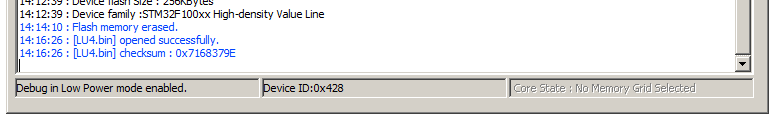 14:12:39 : Device flash Size : 256KBytes
14:12:39 : Device family :STM32F100xx High-density Value Line
14:14:10 : Flash memory erased.
14:16:26 : [LU4.bin] opened successfully.
14:16:26 : [LU4.bin] checksum : 0x7168379E
Debug in Low Power mode enabled.
Device ID:0x428
Core State : No Memory Grid Selected